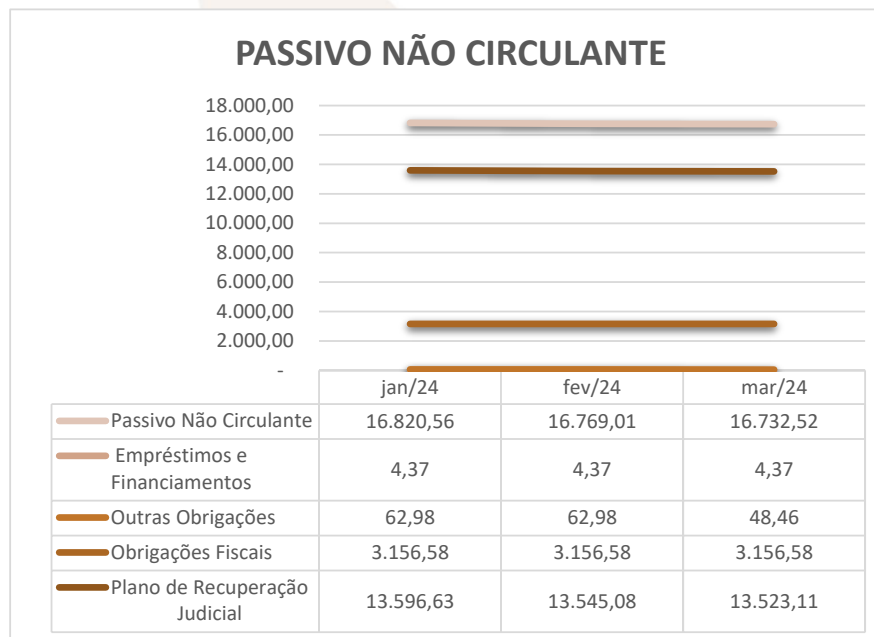 PASSIVO NÃO CIRCULANTE
18.000,00
16.000,00
14.000,00
12.000,00
10.000,00
8.000,00
6.000,00
4.000,00
2.000,00
-
jan/24 fev/24 mar/24
Passivo Não Circulante 16.820,56 16.769,01 16.732,52
Empréstimos e
Financiamentos 4,37 4,37 4,37
Outras Obrigações 62,98 62,98 48,46
Obrigações Fiscais 3.156,58 3.156,58 3.156,58
Plano de Recuperação
Judicial 13.596,63 13.545,08 13.523,11